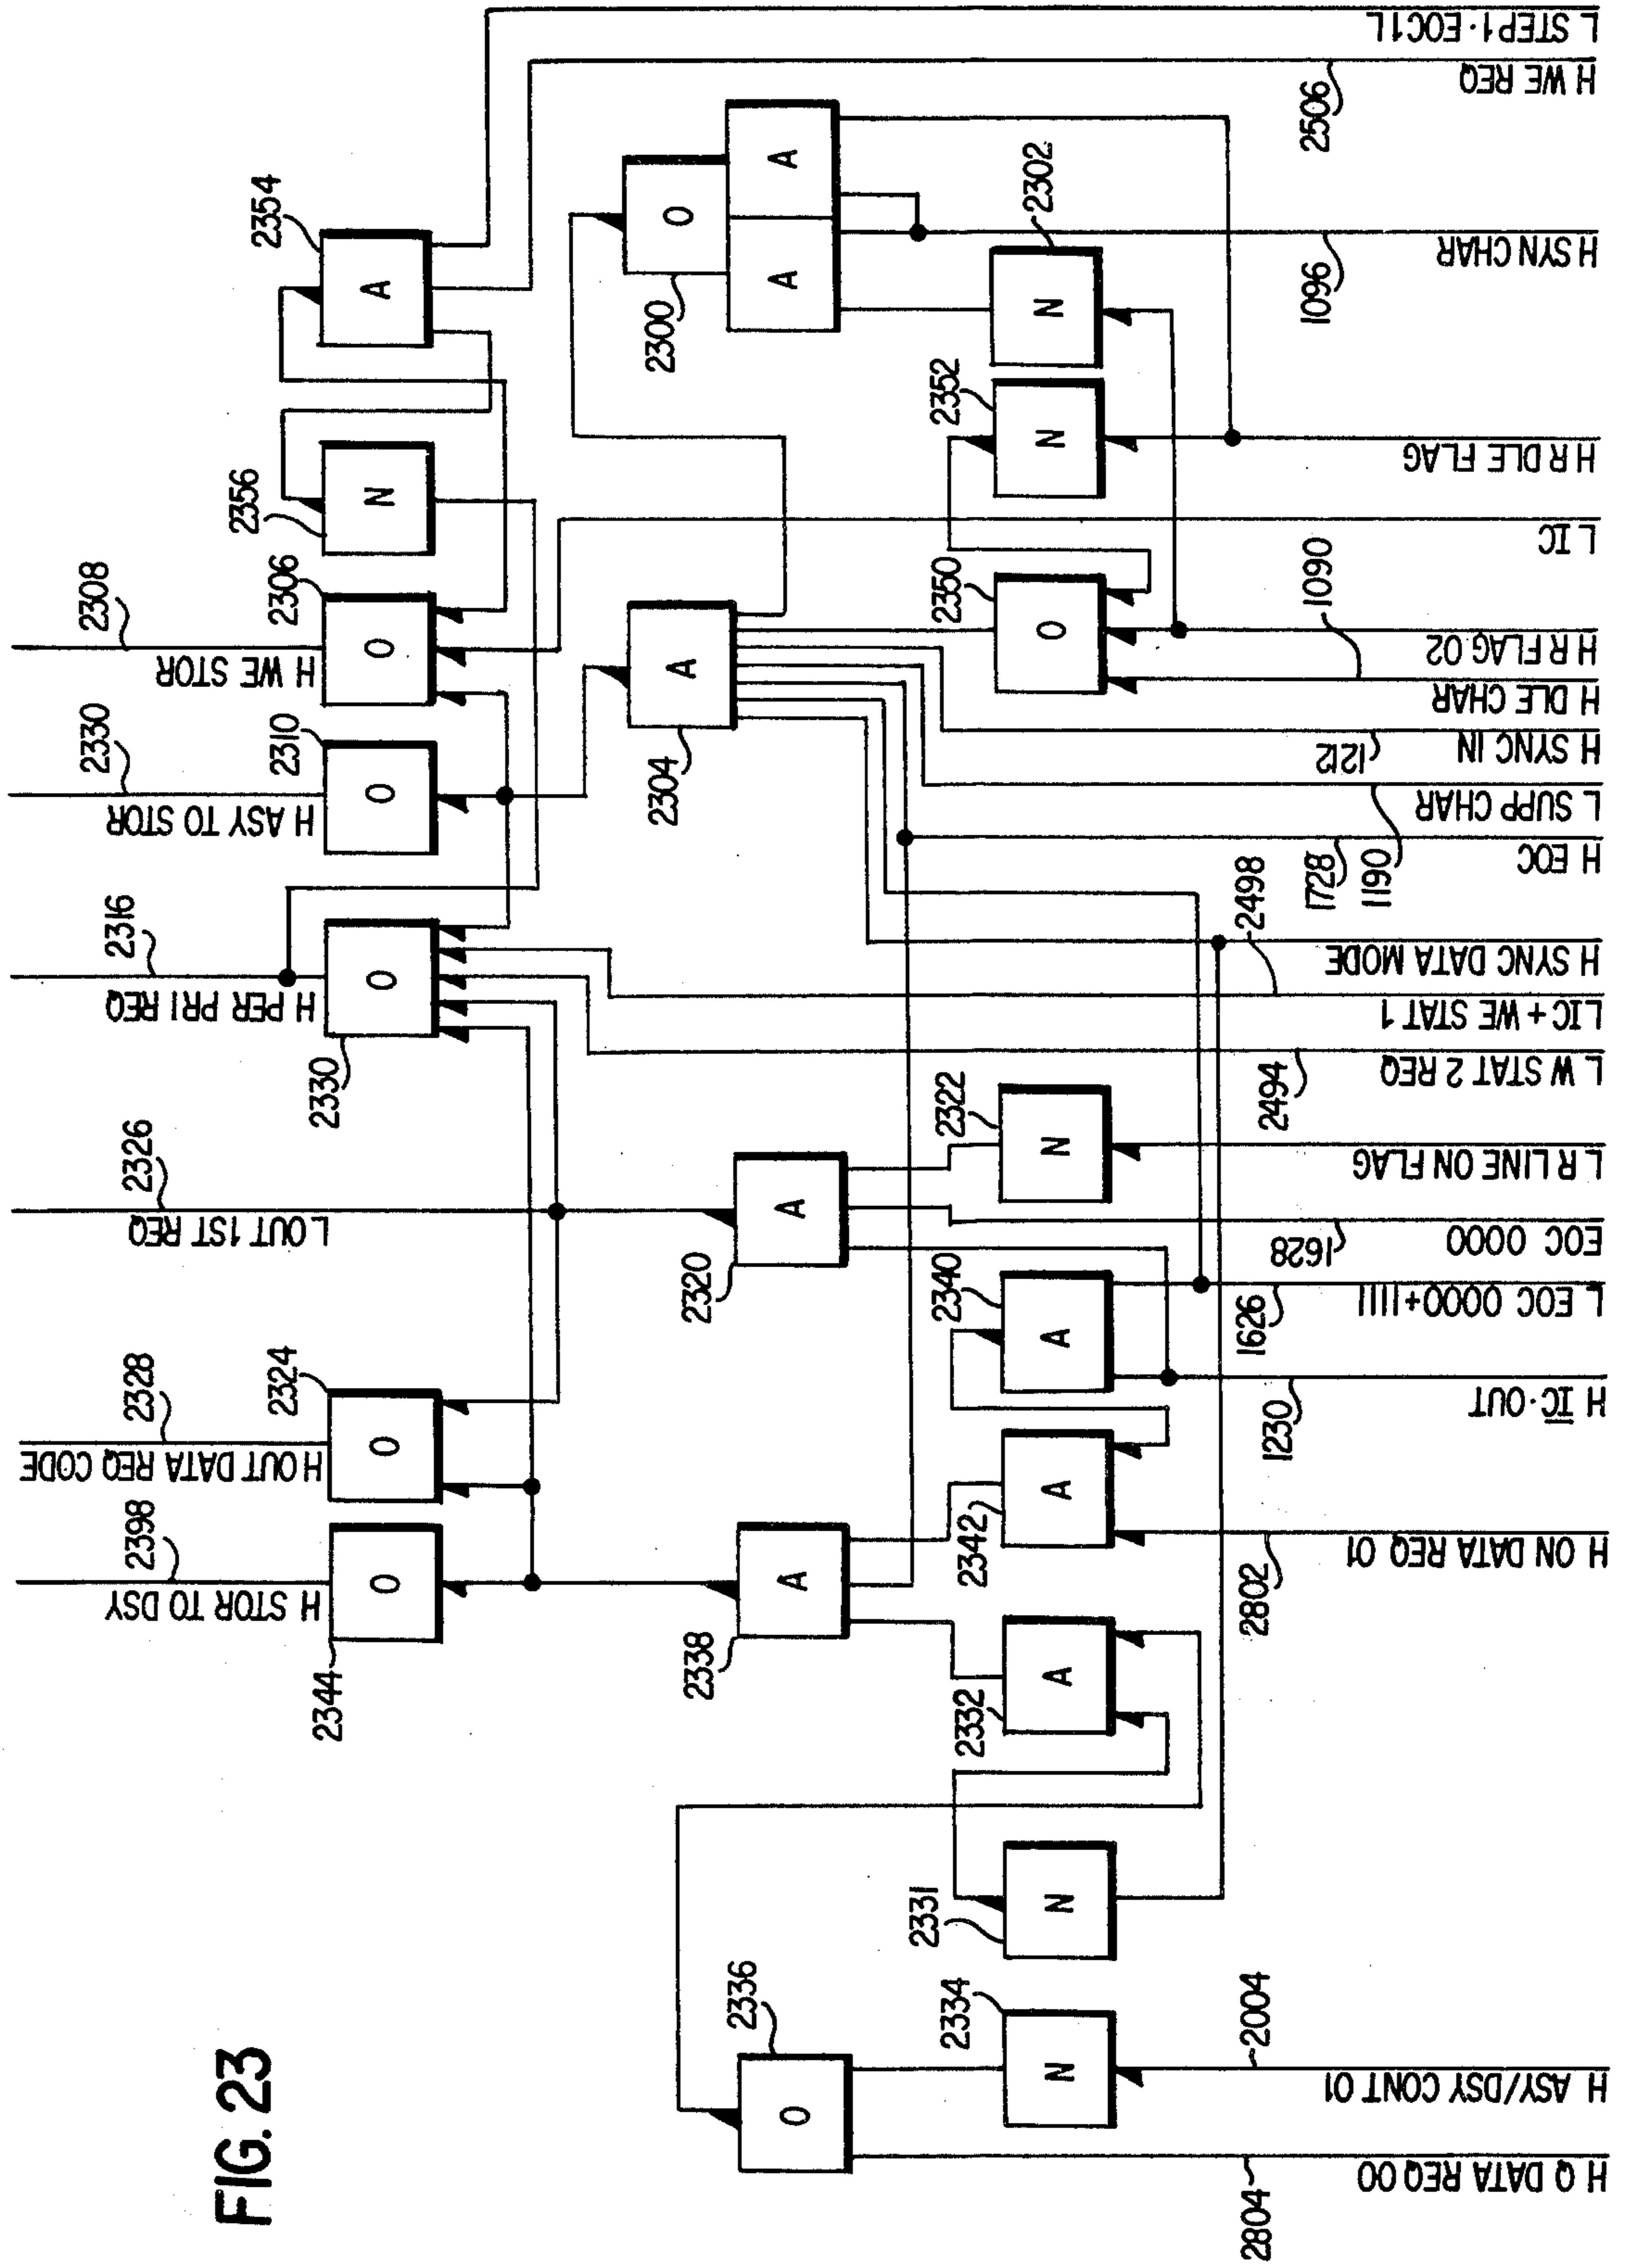 FIG. 23
L STEP1·EOC1L
H WE REQ
2506
2354
A
2356
N
2308
H WE STOR
2306
O
2330
H ASY TO STOR
2310
O
2316
H PER PRI REQ
2330
O
2326
L OUT 1ST REQ
2328
H OUT DATA REQ CODE
2324
O
2398
H STOR TO DSY
2344
O
2300
O
A
A
2302
N
1096
H SYN CHAR
2352
N
H R DLE FLAG
L IC
2304
A
2350
O
H R FLAG 02
1090
H DLE CHAR
1212
H SYNC IN
1190
L SUPP CHAR
1728
H EOC
H SYNC DATA MODE
2498
LIC + WE STAT 1
2494
L W STAT 2 REQ
2322
N
L R LINE ON FLAG
2320
A
1628
EOC 0000
2340
A
1626
L EOC 0000+1111
1230
H IC·OUT
2338
A
2342
A
2802
H ON DATA REQ 01
2332
A
2331
N
2336
O
2334
N
2004
H ASY/DSY CONT 01
2804
H Q DATA REQ 00